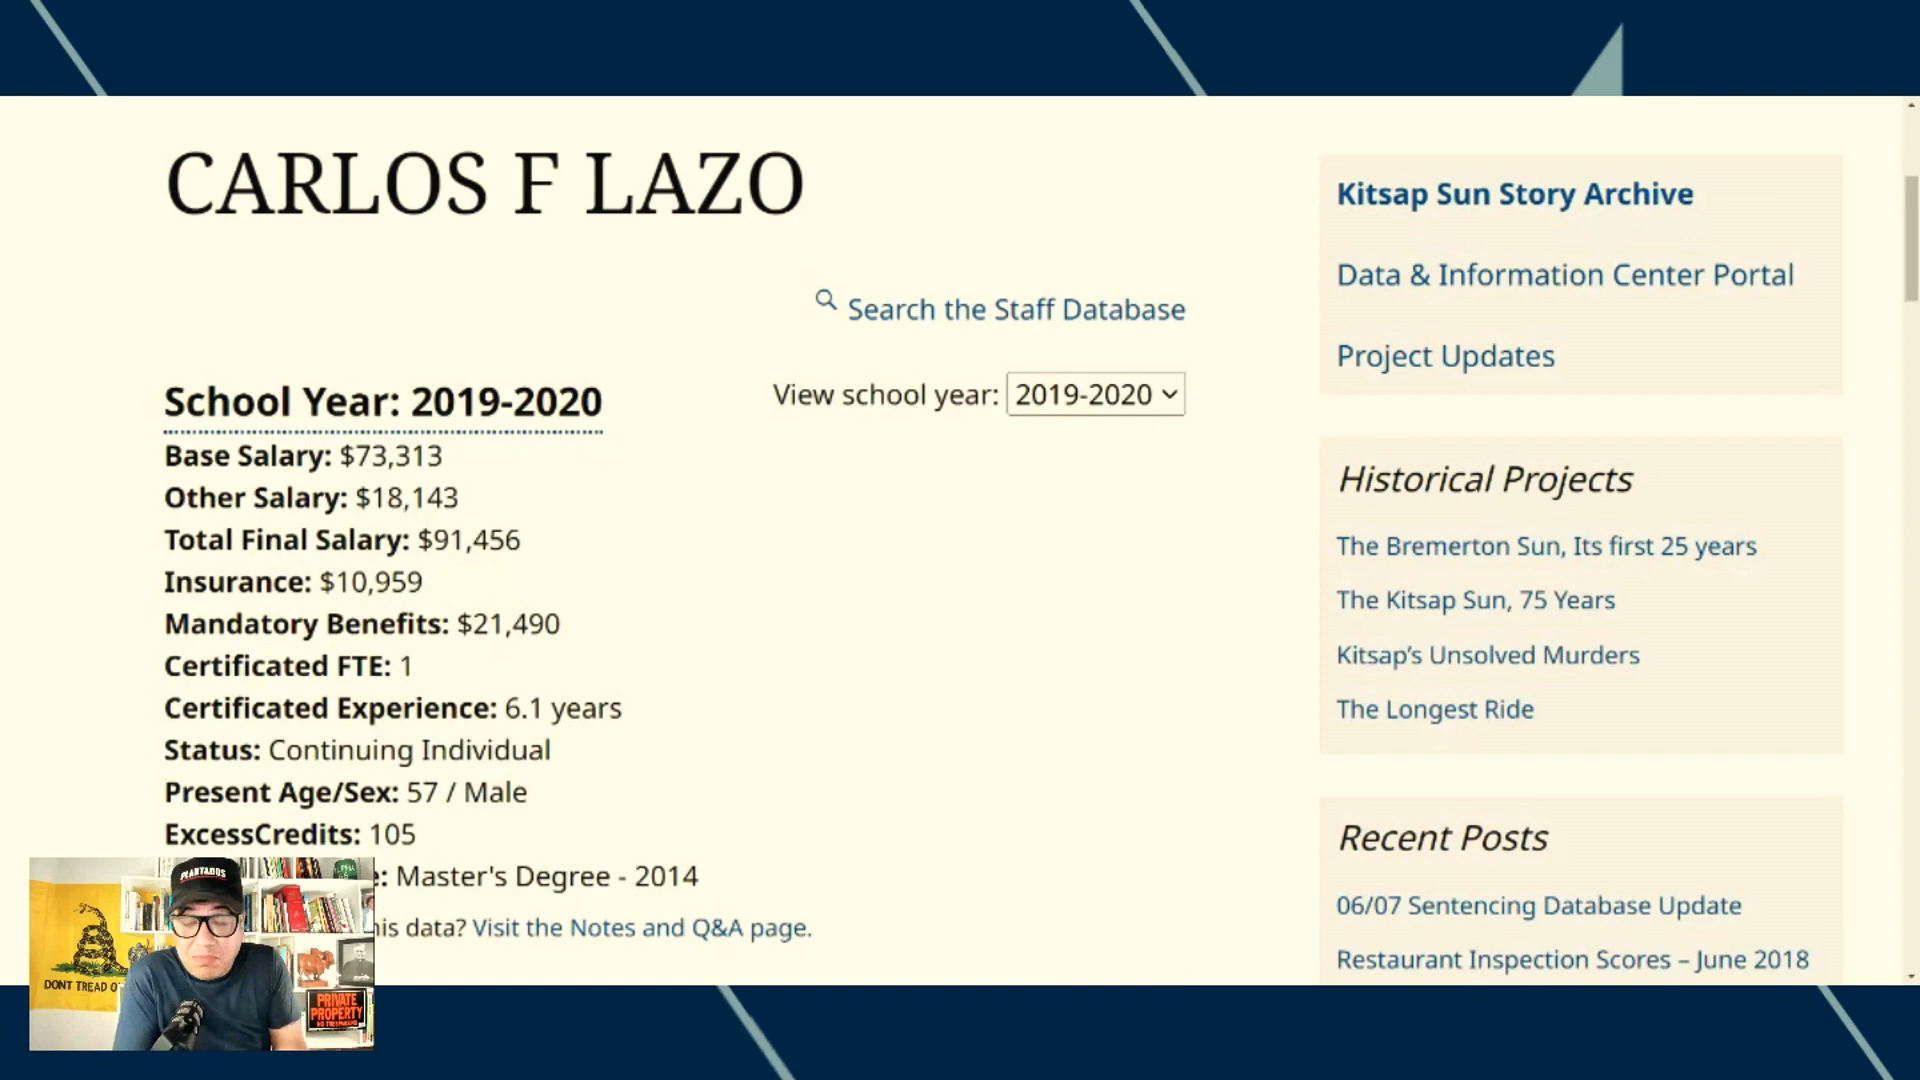 CARLOS F LAZO
Search the Staff Database
School Year: 2019-2020
View school year: 2019-2020
Base Salary: $73,313
Other Salary: $18,143
Total Final Salary: $91,456
Insurance: $10,959
Mandatory Benefits: $21,490
Certificated FTE: 1
Certificated Experience: 6.1 years
Status: Continuing Individual
Present Age/Sex: 57 / Male
ExcessCredits: 105
: Master's Degree - 2014
his data? Visit the Notes and Q&A page.
Kitsap Sun Story Archive
Data & Information Center Portal
Project Updates
Historical Projects
The Bremerton Sun, Its first 25 years
The Kitsap Sun, 75 Years
Kitsap’s Unsolved Murders
The Longest Ride
Recent Posts
06/07 Sentencing Database Update
Restaurant Inspection Scores – June 2018
PLANTADOS
DONT TREAD O
PRIVATE
PROPERTY
NO TRESPASSING